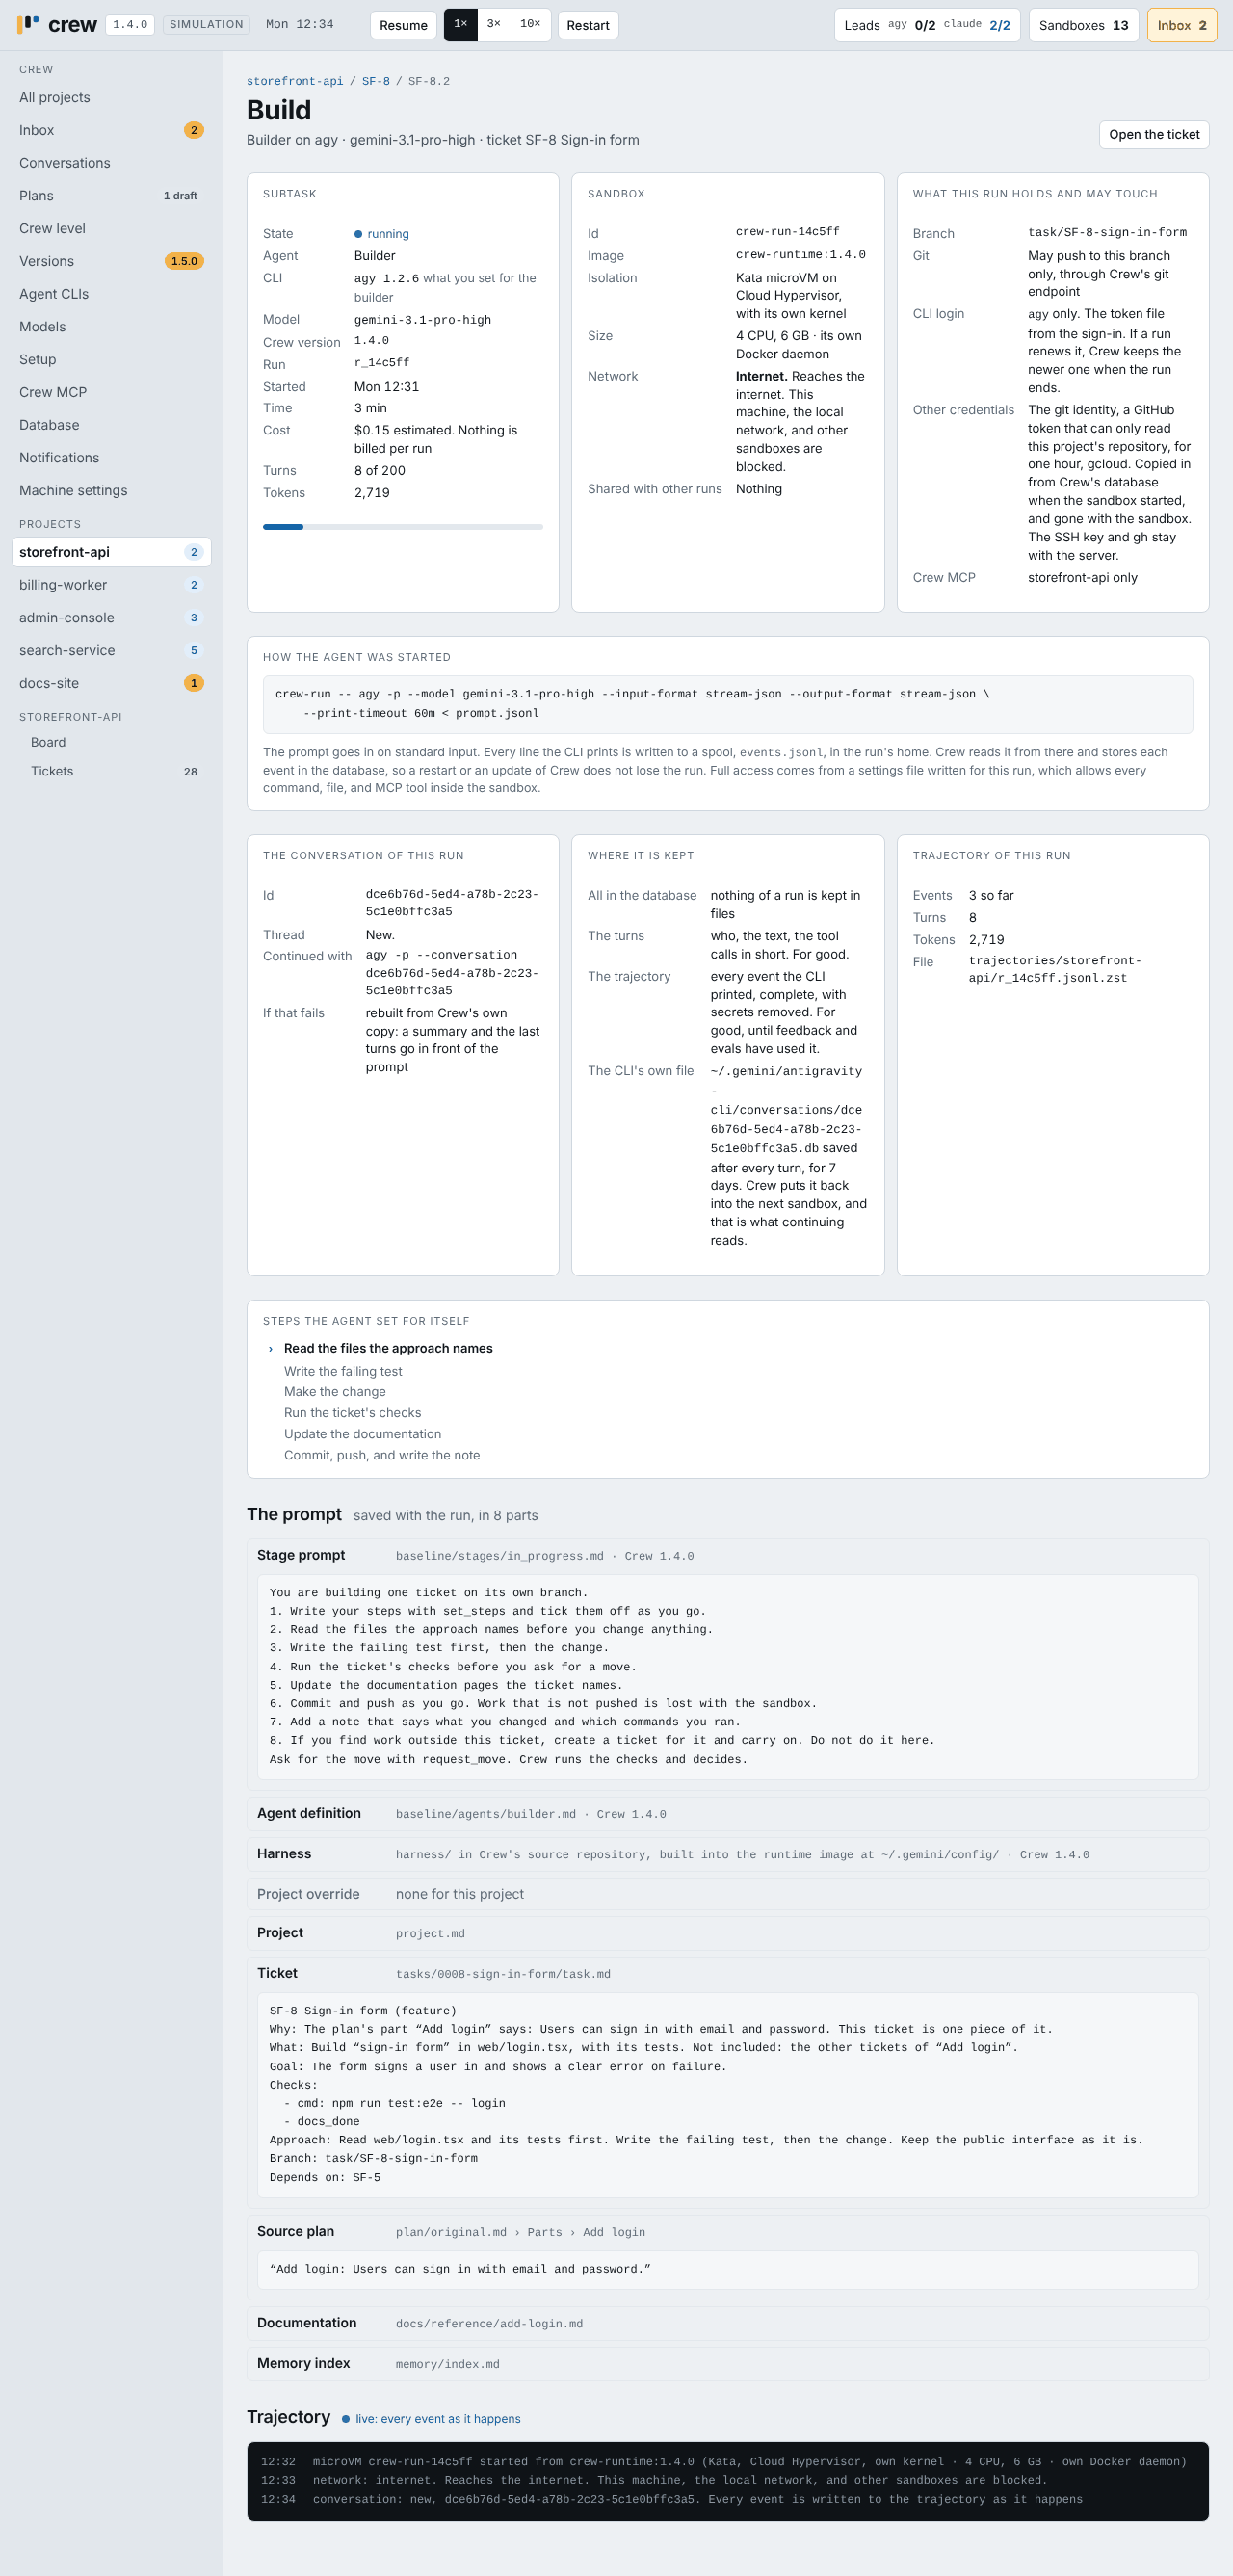 crew 1.4.0 SIMULATION Mon 12:34 Resume 1× 3× 10× Restart Leads agy 0/2 claude 2/2 Sandboxes 13 Inbox 2
CREW
All projects
Inbox 2
Conversations
Plans 1 draft
Crew level
Versions 1.5.0
Agent CLIs
Models
Setup
Crew MCP
Database
Notifications
Machine settings
PROJECTS
storefront-api 2
billing-worker 2
admin-console 3
search-service 5
docs-site 1
STOREFRONT-API
Board
Tickets 28
storefront-api / SF-8 / SF-8.2
Build
Builder on agy · gemini-3.1-pro-high · ticket SF-8 Sign-in form
Open the ticket
SUBTASK
State running
Agent Builder
CLI agy 1.2.6 what you set for the
builder
Model gemini-3.1-pro-high
Crew version 1.4.0
Run r_14c5ff
Started Mon 12:31
Time 3 min
Cost $0.15 estimated. Nothing is
billed per run
Turns 8 of 200
Tokens 2,719
SANDBOX
Id crew-run-14c5ff
Image crew-runtime:1.4.0
Isolation Kata microVM on
Cloud Hypervisor,
with its own kernel
Size 4 CPU, 6 GB · its own
Docker daemon
Network Internet. Reaches the
internet. This
machine, the local
network, and other
sandboxes are
blocked.
Shared with other runs Nothing
WHAT THIS RUN HOLDS AND MAY TOUCH
Branch task/SF-8-sign-in-form
Git May push to this branch
only, through Crew's git
endpoint
CLI login agy only. The token file
from the sign-in. If a run
renews it, Crew keeps the
newer one when the run
ends.
Other credentials The git identity, a GitHub
token that can only read
this project's repository, for
one hour, gcloud. Copied in
from Crew's database
when the sandbox started,
and gone with the sandbox.
The SSH key and gh stay
with the server.
Crew MCP storefront-api only
HOW THE AGENT WAS STARTED
crew-run -- agy -p --model gemini-3.1-pro-high --input-format stream-json --output-format stream-json \
--print-timeout 60m < prompt.jsonl
The prompt goes in on standard input. Every line the CLI prints is written to a spool, events.jsonl, in the run's home. Crew reads it from there and stores each
event in the database, so a restart or an update of Crew does not lose the run. Full access comes from a settings file written for this run, which allows every
command, file, and MCP tool inside the sandbox.
THE CONVERSATION OF THIS RUN
Id dce6b76d-5ed4-a78b-2c23-
5c1e0bffc3a5
Thread New.
Continued with agy -p --conversation
dce6b76d-5ed4-a78b-2c23-
5c1e0bffc3a5
If that fails rebuilt from Crew's own
copy: a summary and the last
turns go in front of the
prompt
WHERE IT IS KEPT
All in the database nothing of a run is kept in
files
The turns who, the text, the tool
calls in short. For good.
The trajectory every event the CLI
printed, complete, with
secrets removed. For
good, until feedback and
evals have used it.
The CLI's own file ~/.gemini/antigravity
-
cli/conversations/dce
6b76d-5ed4-a78b-2c23-
5c1e0bffc3a5.db saved
after every turn, for 7
days. Crew puts it back
into the next sandbox, and
that is what continuing
reads.
TRAJECTORY OF THIS RUN
Events 3 so far
Turns 8
Tokens 2,719
File trajectories/storefront-
api/r_14c5ff.jsonl.zst
STEPS THE AGENT SET FOR ITSELF
› Read the files the approach names
Write the failing test
Make the change
Run the ticket's checks
Update the documentation
Commit, push, and write the note
The prompt saved with the run, in 8 parts
Stage prompt baseline/stages/in_progress.md · Crew 1.4.0
You are building one ticket on its own branch.
1. Write your steps with set_steps and tick them off as you go.
2. Read the files the approach names before you change anything.
3. Write the failing test first, then the change.
4. Run the ticket's checks before you ask for a move.
5. Update the documentation pages the ticket names.
6. Commit and push as you go. Work that is not pushed is lost with the sandbox.
7. Add a note that says what you changed and which commands you ran.
8. If you find work outside this ticket, create a ticket for it and carry on. Do not do it here.
Ask for the move with request_move. Crew runs the checks and decides.
Agent definition baseline/agents/builder.md · Crew 1.4.0
Harness harness/ in Crew's source repository, built into the runtime image at ~/.gemini/config/ · Crew 1.4.0
Project override none for this project
Project project.md
Ticket tasks/0008-sign-in-form/task.md
SF-8 Sign-in form (feature)
Why: The plan's part “Add login” says: Users can sign in with email and password. This ticket is one piece of it.
What: Build “sign-in form” in web/login.tsx, with its tests. Not included: the other tickets of “Add login”.
Goal: The form signs a user in and shows a clear error on failure.
Checks:
- cmd: npm run test:e2e -- login
- docs_done
Approach: Read web/login.tsx and its tests first. Write the failing test, then the change. Keep the public interface as it is.
Branch: task/SF-8-sign-in-form
Depends on: SF-5
Source plan plan/original.md › Parts › Add login
“Add login: Users can sign in with email and password.”
Documentation docs/reference/add-login.md
Memory index memory/index.md
Trajectory live: every event as it happens
12:32 microVM crew-run-14c5ff started from crew-runtime:1.4.0 (Kata, Cloud Hypervisor, own kernel · 4 CPU, 6 GB · own Docker daemon)
12:33 network: internet. Reaches the internet. This machine, the local network, and other sandboxes are blocked.
12:34 conversation: new, dce6b76d-5ed4-a78b-2c23-5c1e0bffc3a5. Every event is written to the trajectory as it happens